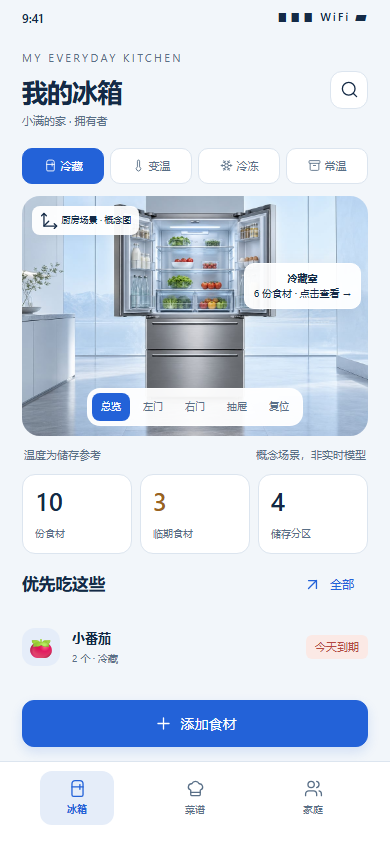 9:41
WiFi
MY EVERYDAY KITCHEN
我的冰箱
小满的家 · 拥有者
冷藏
变温
冷冻
常温
厨房场景 · 概念图
冷藏室
6 份食材 · 点击查看 →
总览
左门
右门
抽屉
复位
温度为储存参考
概念场景，非实时模型
10
份食材
3
临期食材
4
储存分区
优先吃这些
全部
小番茄
2 个 · 冷藏
今天到期
添加食材
冰箱
菜谱
家庭